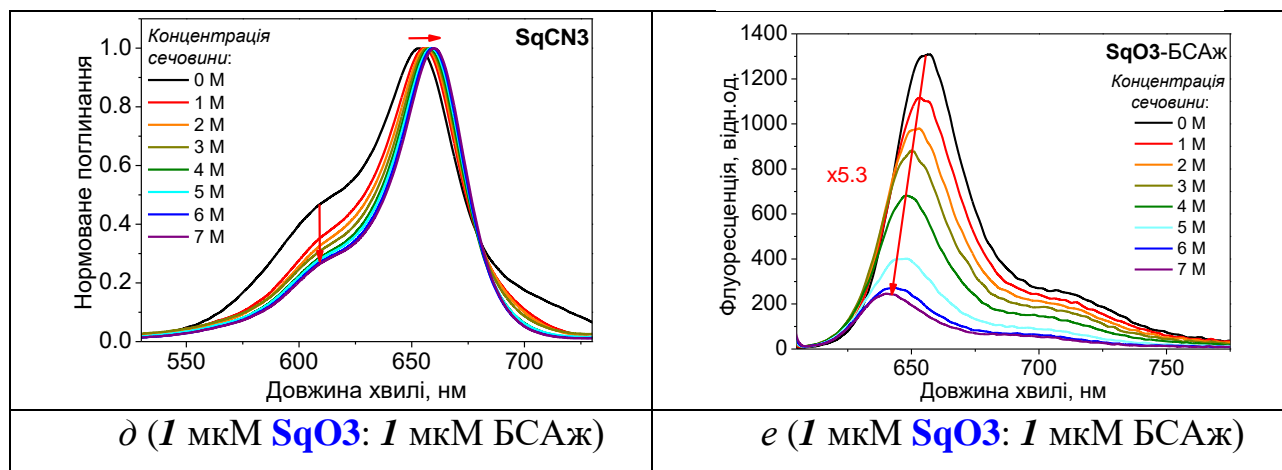 Концентрація
сечовини:
0 М
1 М
2 М
3 М
4 М
5 М
6 М
7 М
SqCN3
Нормоване поглинання
1.0
0.8
0.6
0.4
0.2
0.0
550
600
650
700
Довжина хвилі, нм
SqO3-БСАж
Концентрація
сечовини:
0 М
1 М
2 М
3 М
4 М
5 М
6 М
7 М
x5.3
Флуоресценція, відн.од.
1400
1200
1000
800
600
400
200
0
650
700
750
Довжина хвилі, нм
д (1 мкМ SqO3: 1 мкМ БСАж)
е (1 мкМ SqO3: 1 мкМ БСАж)